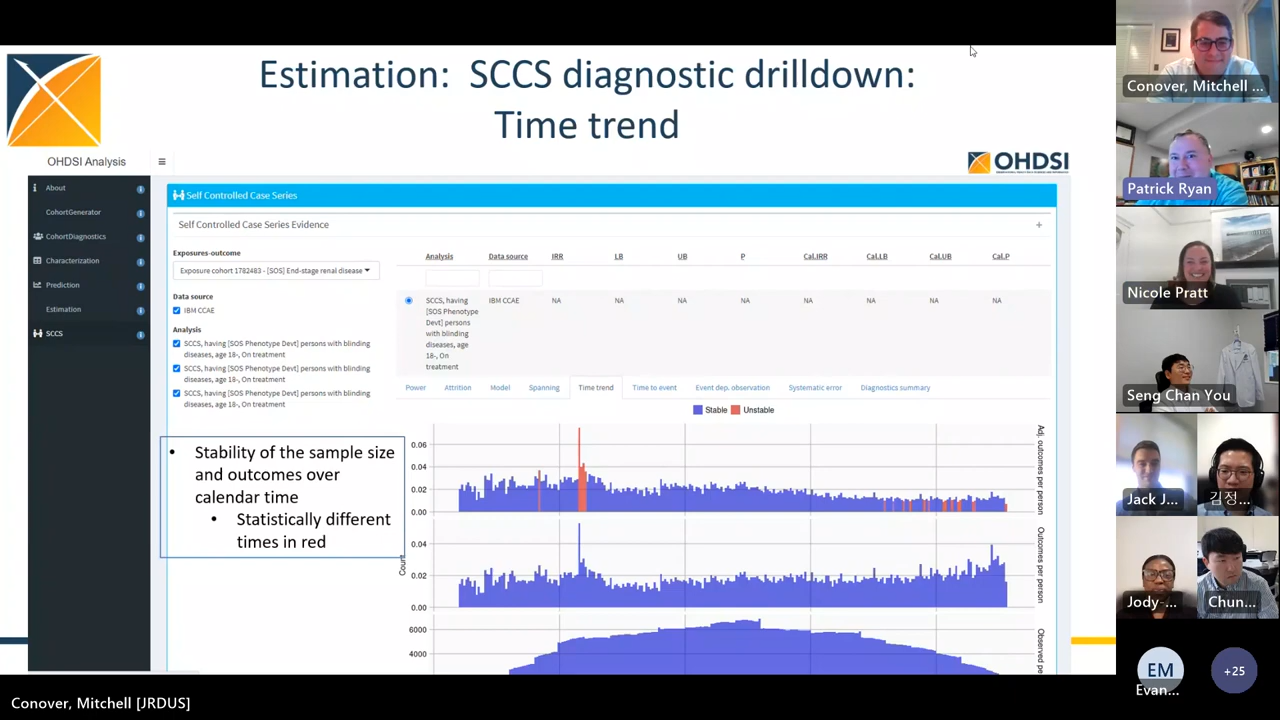 Estimation: SCCS diagnostic drilldown:
Time trend
OHDSI Analysis
OHDSI
About
CohortGenerator
CohortDiagnostics
Characterization
Prediction
Estimation
SCCS
Self Controlled Case Series
Self Controlled Case Series Evidence
+
Exposures-outcome
Exposure cohort 1782483 - [SOS] End-stage renal disease
Data source
IBM CCAE
Analysis
SCCS, having [SOS Phenotype Devt] persons with blinding
diseases, age 18-, On treatment
SCCS, having [SOS Phenotype Devt] persons with blinding
diseases, age 18-, On treatment
SCCS, having [SOS Phenotype Devt] persons with blinding
diseases, age 18-, On treatment
Analysis Data source IRR LB UB P Cal.IRR Cal.LB Cal.UB Cal.P
SCCS, having IBM CCAE NA NA NA NA NA NA NA NA
[SOS
Phenotype
Devt] persons
with blinding
diseases, age
18-, On
treatment
Power Attrition Model Spanning Time trend Time to event Event dep. observation Systematic error Diagnostics summary
Stable Unstable
• Stability of the sample size
and outcomes over
calendar time
• Statistically different
times in red
0.06
0.04
0.02
0.00
Adj. outcomes per person
0.04
0.02
0.00
Outcomes per person
Count
6000
4000
Observed pe
Conover, Mitchell [JRDUS]
Conover, Mitchell ...
Patrick Ryan
Nicole Pratt
Seng Chan You
Jack J...
김정...
Jody-...
Chun...
EM
Evan...
+25